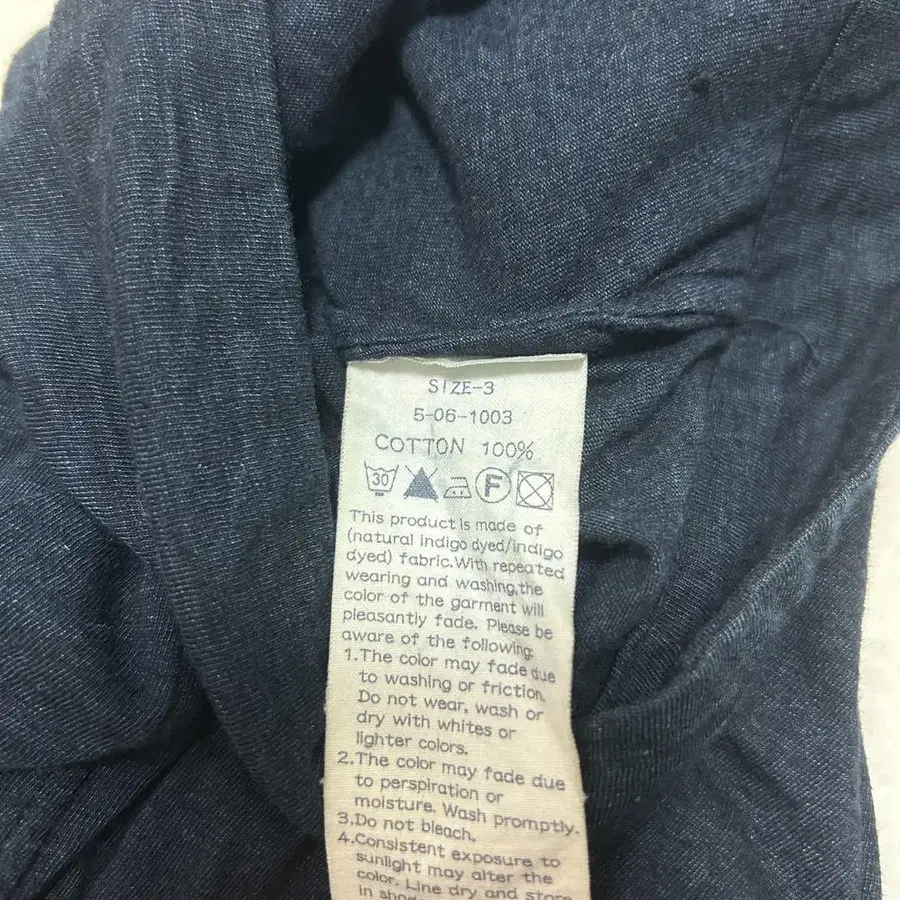 SIZE-3
5-06-1003
COTTON 100%
30 F
This product is made of
(natural indigo dyed/indigo
dyed) fabric.With repeated
wearing and washing,the
color of the garment will
pleasantly fade. Please be
aware of the following:
1.The color may fade due
to washing or friction.
Do not wear, wash or
dry with whites or
lighter colors.
2.The color may fade due
to perspiration or
moisture. Wash promptly.
3.Do not bleach.
4.Consistent exposure to
sunlight may alter the
color. Line dry and store
in shade